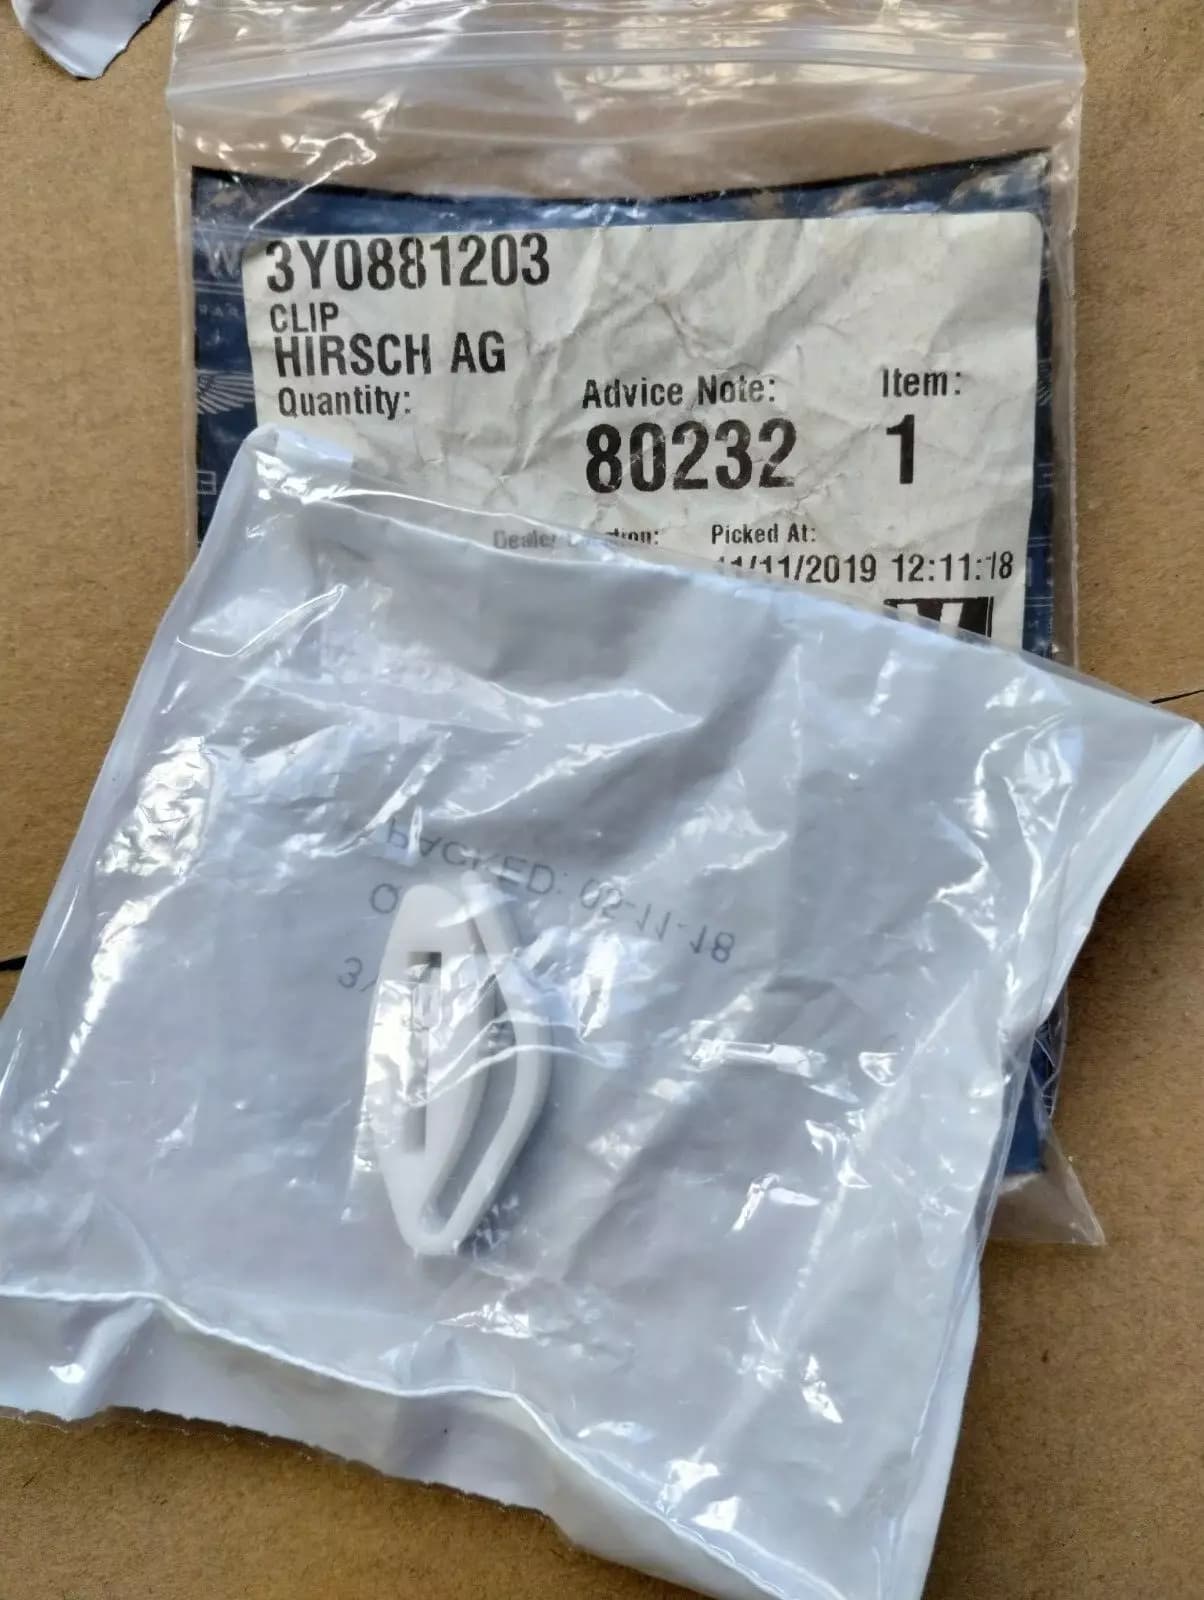 3Y0881203
CLIP
HIRSCH AG
Quantity:
Advice Note:
Item:
80232
1
Picked At:
11/11/2019 12:11:18
PACKED: 05-11-18